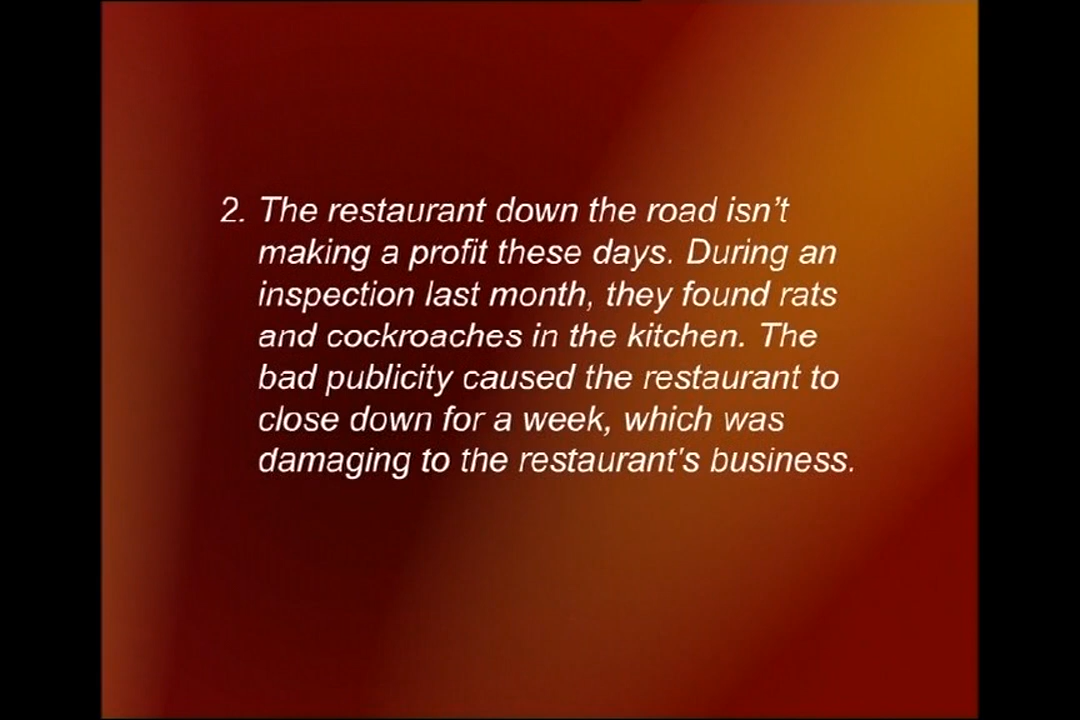 2. The restaurant down the road isn’t
making a profit these days. During an
inspection last month, they found rats
and cockroaches in the kitchen. The
bad publicity caused the restaurant to
close down for a week, which was
damaging to the restaurant's business.